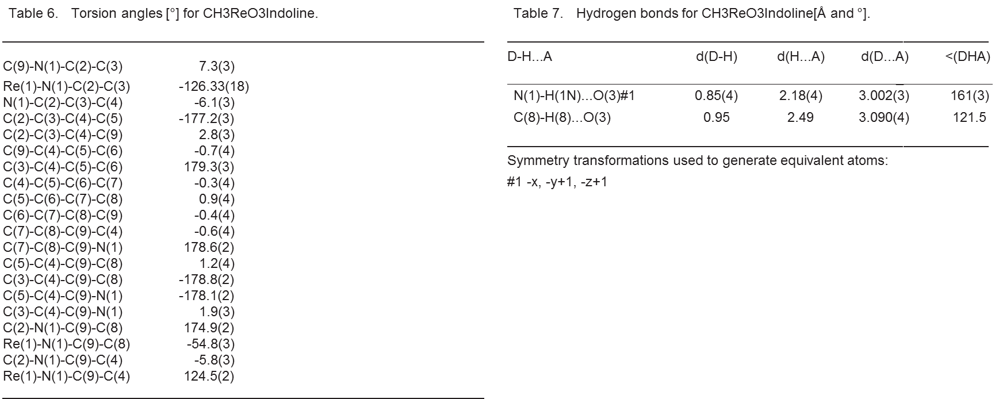 Table 6. Torsion angles [°] for CH3ReO3Indoline.
C(9)-N(1)-C(2)-C(3) 7.3(3)
Re(1)-N(1)-C(2)-C(3) -126.33(18)
N(1)-C(2)-C(3)-C(4) -6.1(3)
C(2)-C(3)-C(4)-C(5) -177.2(3)
C(2)-C(3)-C(4)-C(9) 2.8(3)
C(9)-C(4)-C(5)-C(6) -0.7(4)
C(3)-C(4)-C(5)-C(6) 179.3(3)
C(4)-C(5)-C(6)-C(7) -0.3(4)
C(5)-C(6)-C(7)-C(8) 0.9(4)
C(6)-C(7)-C(8)-C(9) -0.4(4)
C(7)-C(8)-C(9)-C(4) -0.6(4)
C(7)-C(8)-C(9)-N(1) 178.6(2)
C(5)-C(4)-C(9)-C(8) 1.2(4)
C(3)-C(4)-C(9)-C(8) -178.8(2)
C(5)-C(4)-C(9)-N(1) -178.1(2)
C(3)-C(4)-C(9)-N(1) 1.9(3)
C(2)-N(1)-C(9)-C(8) 174.9(2)
Re(1)-N(1)-C(9)-C(8) -54.8(3)
C(2)-N(1)-C(9)-C(4) -5.8(3)
Re(1)-N(1)-C(9)-C(4) 124.5(2)
Table 7. Hydrogen bonds for CH3ReO3Indoline[Å and °].
D-H...A d(D-H) d(H...A) d(D...A) <(DHA)
N(1)-H(1N)...O(3)#1 0.85(4) 2.18(4) 3.002(3) 161(3)
C(8)-H(8)...O(3) 0.95 2.49 3.090(4) 121.5
Symmetry transformations used to generate equivalent atoms:
#1 -x, -y+1, -z+1